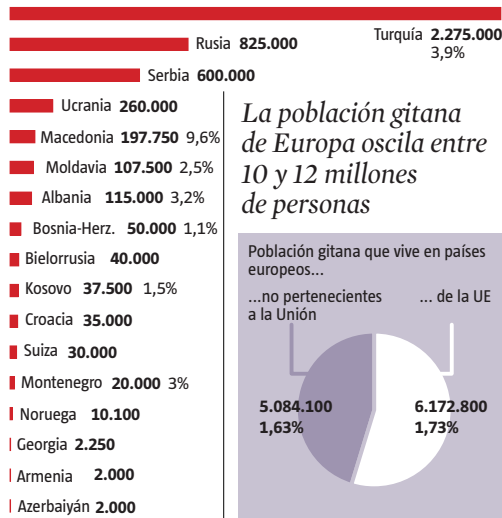 Turquía 2.275.000
3,9%
Rusia 825.000
Serbia 600.000
Ucrania 260.000
Macedonia 197.750 9,6%
Moldavia 107.500 2,5%
Albania 115.000 3,2%
Bosnia-Herz. 50.000 1,1%
Bielorrusia 40.000
Kosovo 37.500 1,5%
Croacia 35.000
Suiza 30.000
Montenegro 20.000 3%
Noruega 10.100
Georgia 2.250
Armenia 2.000
Azerbaiyán 2.000
La población gitana
de Europa oscila entre
10 y 12 millones
de personas
Población gitana que vive en países
europeos...
...no pertenecientes
a la Unión
... de la UE
5.084.100
1,63%
6.172.800
1,73%